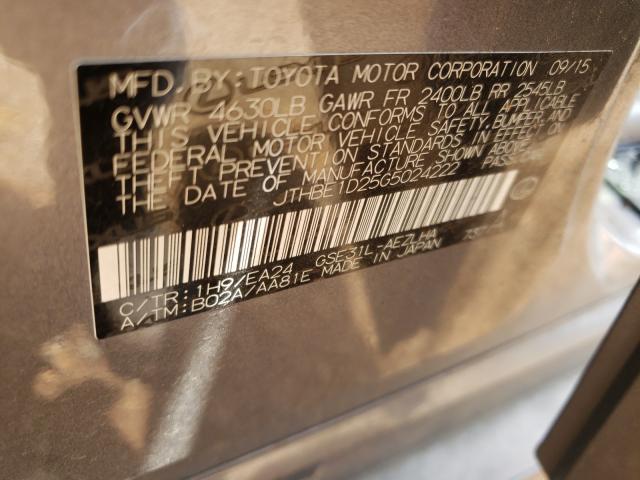 MFD. BY: TOYOTA MOTOR CORPORATION 09/15
GVWR 4630LB GAWR FR 2400LB RR 2545LB
THIS VEHICLE CONFORMS TO ALL APPLICABLE
FEDERAL MOTOR VEHICLE SAFETY, BUMPER, AND
THEFT PREVENTION STANDARDS IN EFFECT ON
THE DATE OF MANUFACTURE SHOWN ABOVE.
JTHBE1D25G5024222 PASS CAR
C/TR: 1H9/EA24 GSE31L-AEZLHA
A/TM: B02A/AA81E MADE IN JAPAN